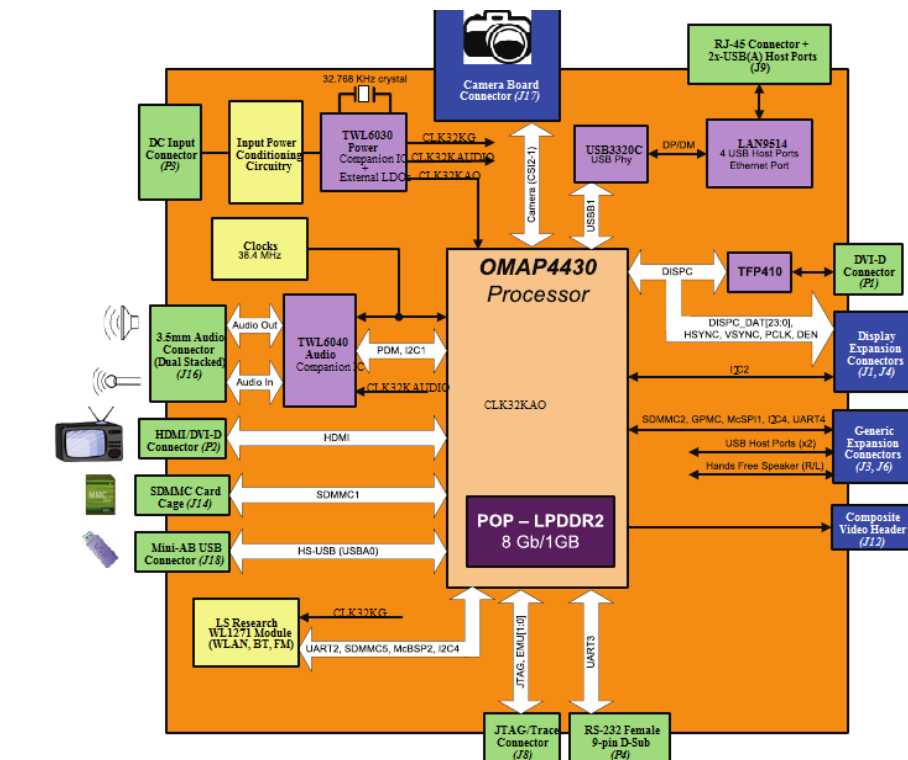 RJ-45 Connector +
2x-USB(A) Host Ports
(J9)
Camera Board
Connector (J17)
32.768 KHz crystal
DC Input
Connector
(P3)
Input Power
Conditioning
Circuitry
TWL6030
Power
Companion IC
+
External LDOs
CLK32KG
CLK32KAUDIO
CLK32KAO
Camera (CSI2-1)
USB3320C
USB Phy
DP/DM
LAN9514
4 USB Host Ports
Ethernet Port
USBB1
Clocks
38.4 MHz
OMAP4430
Processor
DISPC
TFP410
DVI-D
Connector
(P1)
DISPC_DAT[23:0],
HSYNC, VSYNC, PCLK, DEN
Display
Expansion
Connectors
(J1, J4)
I2C2
3.5mm Audio
Connector
(Dual Stacked)
(J16)
Audio Out
Audio In
TWL6040
Audio
Companion IC
PDM, I2C1
CLK32KAUDIO
CLK32KAO
SDMMC2, GPMC, McSPI1, I2C4, UART4
USB Host Ports (x2)
Hands Free Speaker (R/L)
Generic
Expansion
Connectors
(J3, J6)
HDMI/DVI-D
Connector (P2)
HDMI
MMC
SDMMC Card
Cage (J14)
SDMMC1
POP – LPDDR2
8 Gb/1GB
Composite
Video Header
(J12)
Mini-AB USB
Connector (J18)
HS-USB (USBA0)
LS Research
WL1271 Module
(WLAN, BT, FM)
CLK32KG
UART2, SDMMC5, McBSP2, I2C4
JTAG, EMU[1:0]
UART3
JTAG/Trace
Connector
(J8)
RS-232 Female
9-pin D-Sub
(P4)